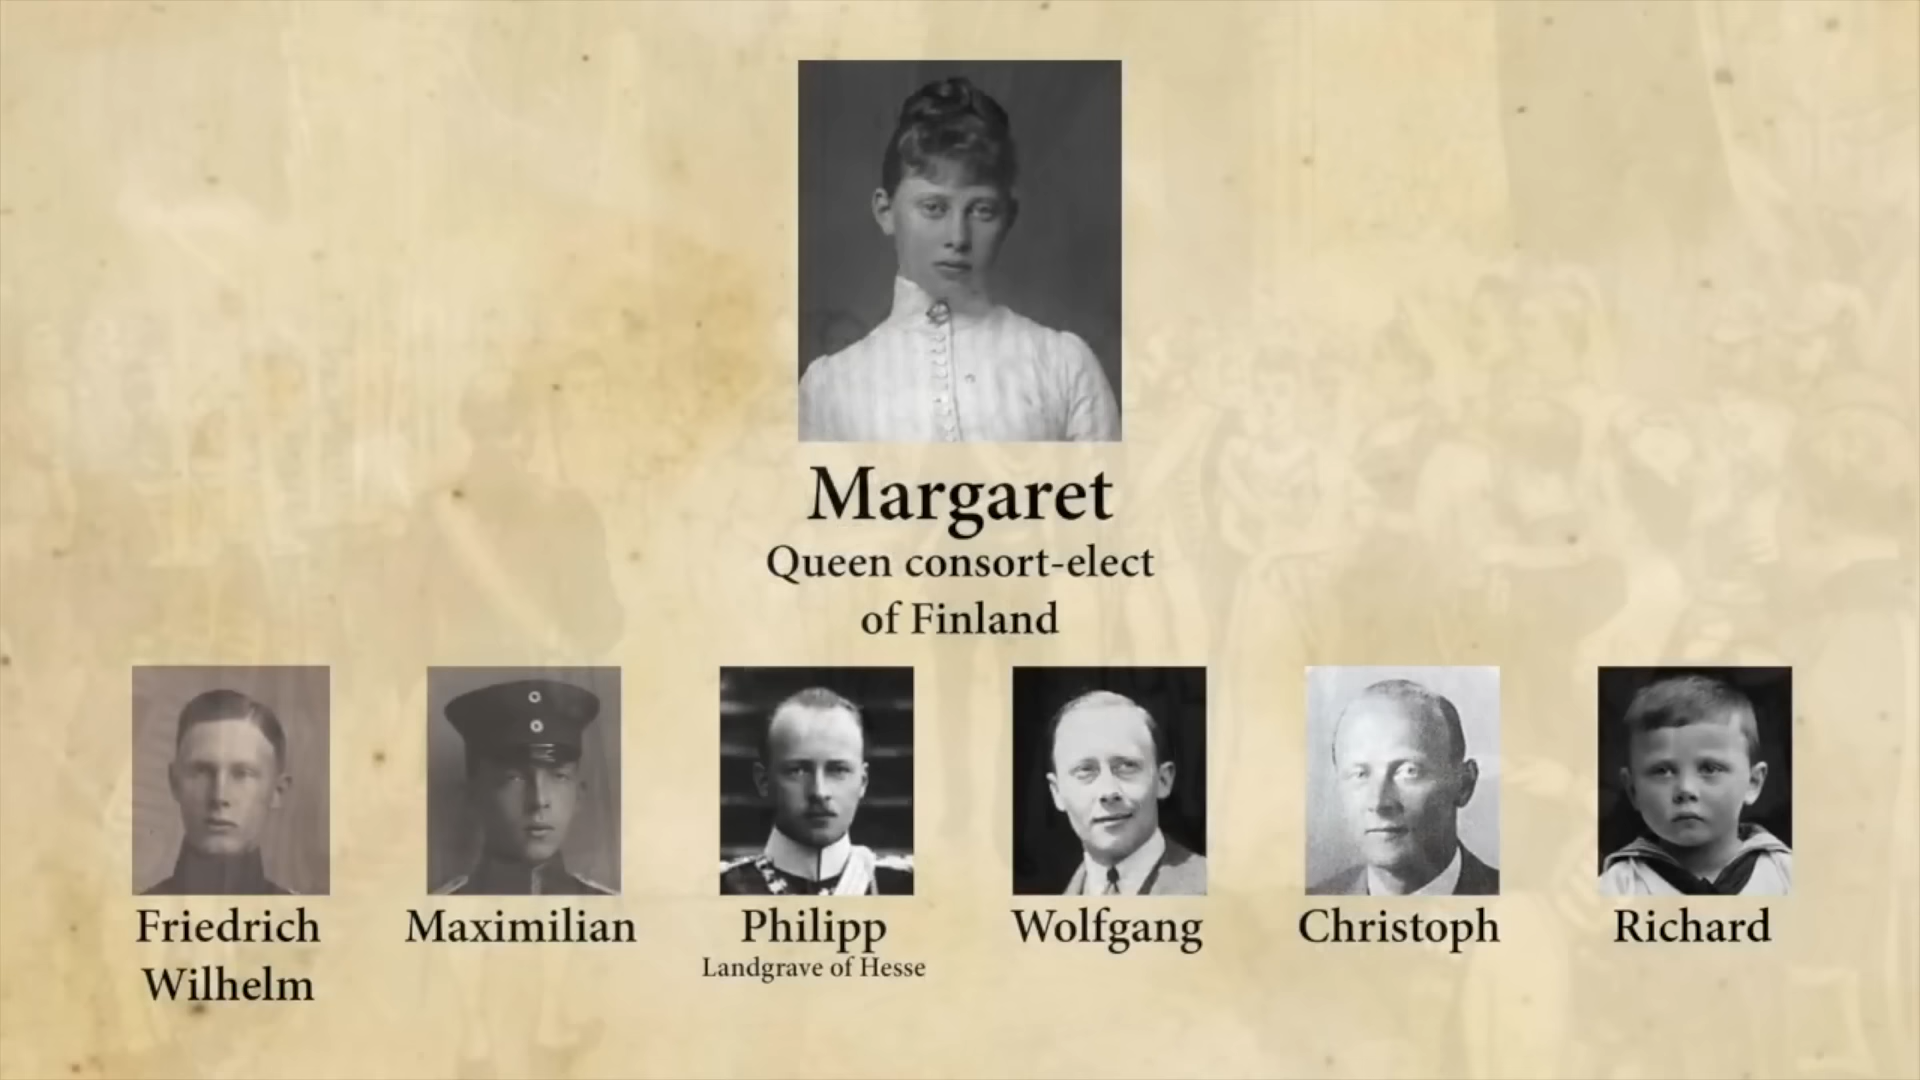 Margaret
Queen consort-elect
of Finland
Friedrich
Wilhelm
Maximilian
Philipp
Landgrave of Hesse
Wolfgang
Christoph
Richard